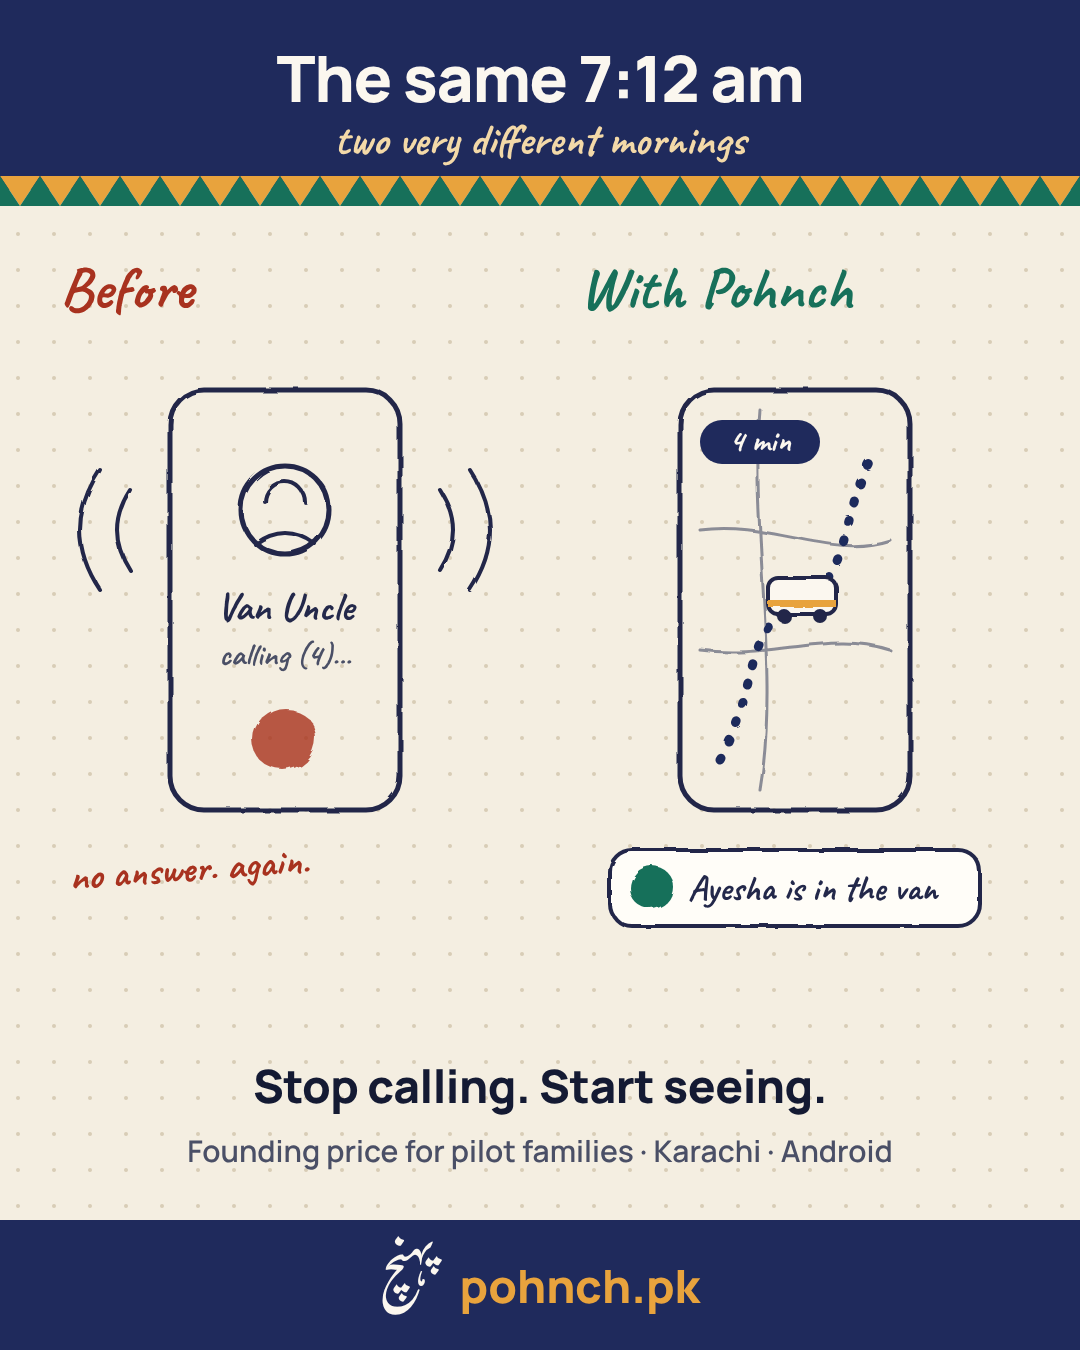 The same 7:12 am
two very different mornings
Before
Van Uncle
calling (4)...
no answer. again.
With Pohnch
4 min
Ayesha is in the van
Stop calling. Start seeing.
Founding price for pilot families · Karachi · Android
پہنچ pohnch.pk